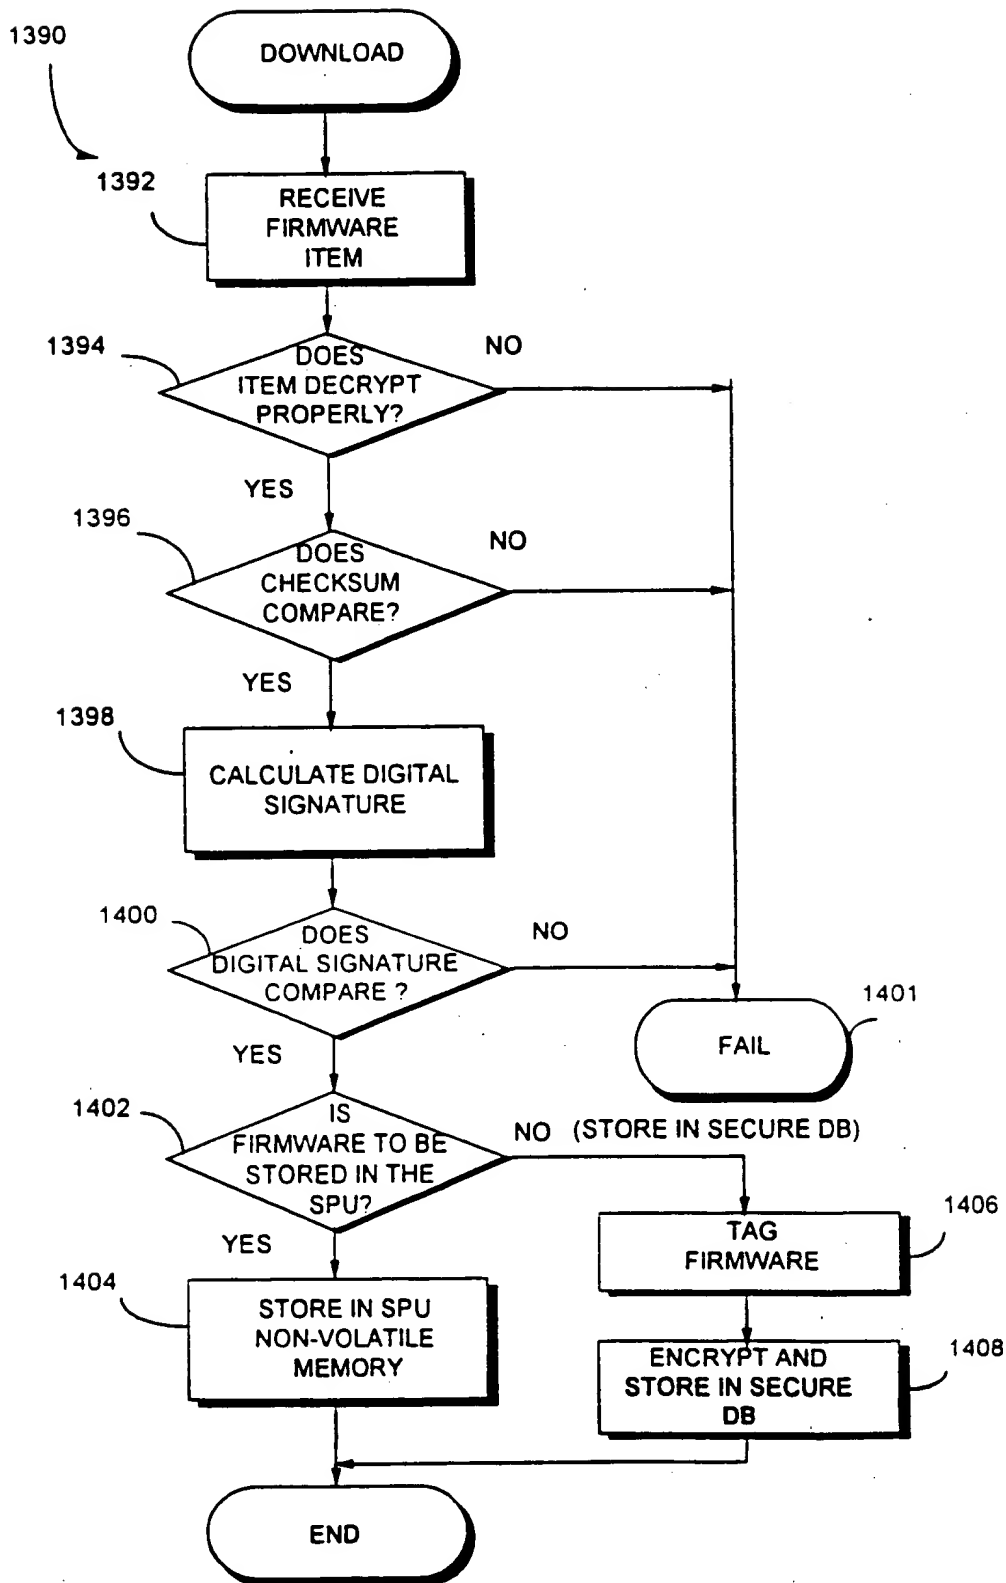 1390
DOWNLOAD
1392
RECEIVE
FIRMWARE
ITEM
1394
DOES
ITEM DECRYPT
PROPERLY?
NO
YES
1396
DOES
CHECKSUM
COMPARE?
NO
YES
1398
CALCULATE DIGITAL
SIGNATURE
1400
DOES
DIGITAL SIGNATURE
COMPARE ?
NO
1401
FAIL
YES
1402
IS
FIRMWARE TO BE
STORED IN THE
SPU?
NO (STORE IN SECURE DB)
1406
TAG
FIRMWARE
YES
1404
STORE IN SPU
NON-VOLATILE
MEMORY
1408
ENCRYPT AND
STORE IN SECURE
DB
END